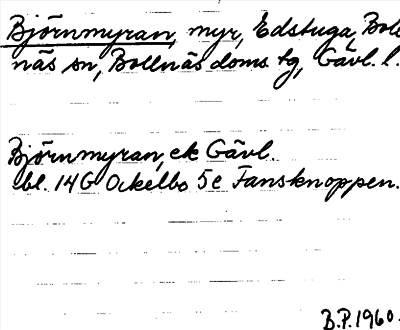 Björnmyran, myr, Edstuga, Boll
näs sn, Bollnäs doms tg, Gävl. l.
Björnmyran, ek Gävl.
bl. 14G Ockelbo 5e Fansknoppen.
B.P. 1960.